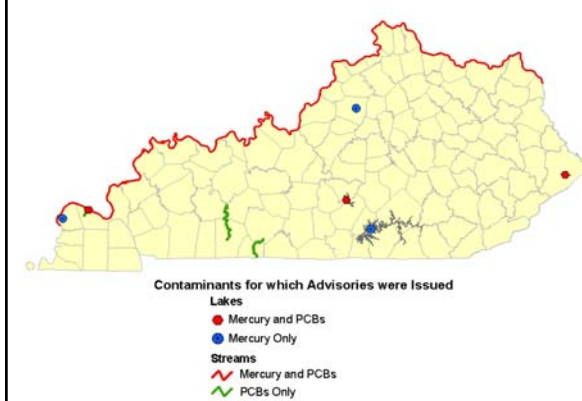 Contaminants for which Advisories were Issued
Lakes
Mercury and PCBs
Mercury Only
Streams
Mercury and PCBs
PCBs Only